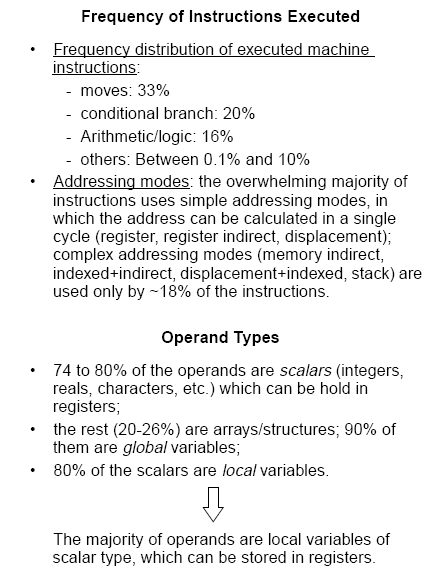 Frequency of Instructions Executed
• Frequency distribution of executed machine
instructions:
- moves: 33%
- conditional branch: 20%
- Arithmetic/logic: 16%
- others: Between 0.1% and 10%
• Addressing modes: the overwhelming majority of
instructions uses simple addressing modes, in
which the address can be calculated in a single
cycle (register, register indirect, displacement);
complex addressing modes (memory indirect,
indexed+indirect, displacement+indexed, stack) are
used only by ~18% of the instructions.
Operand Types
• 74 to 80% of the operands are scalars (integers,
reals, characters, etc.) which can be hold in
registers;
• the rest (20-26%) are arrays/structures; 90% of
them are global variables;
• 80% of the scalars are local variables.
The majority of operands are local variables of
scalar type, which can be stored in registers.